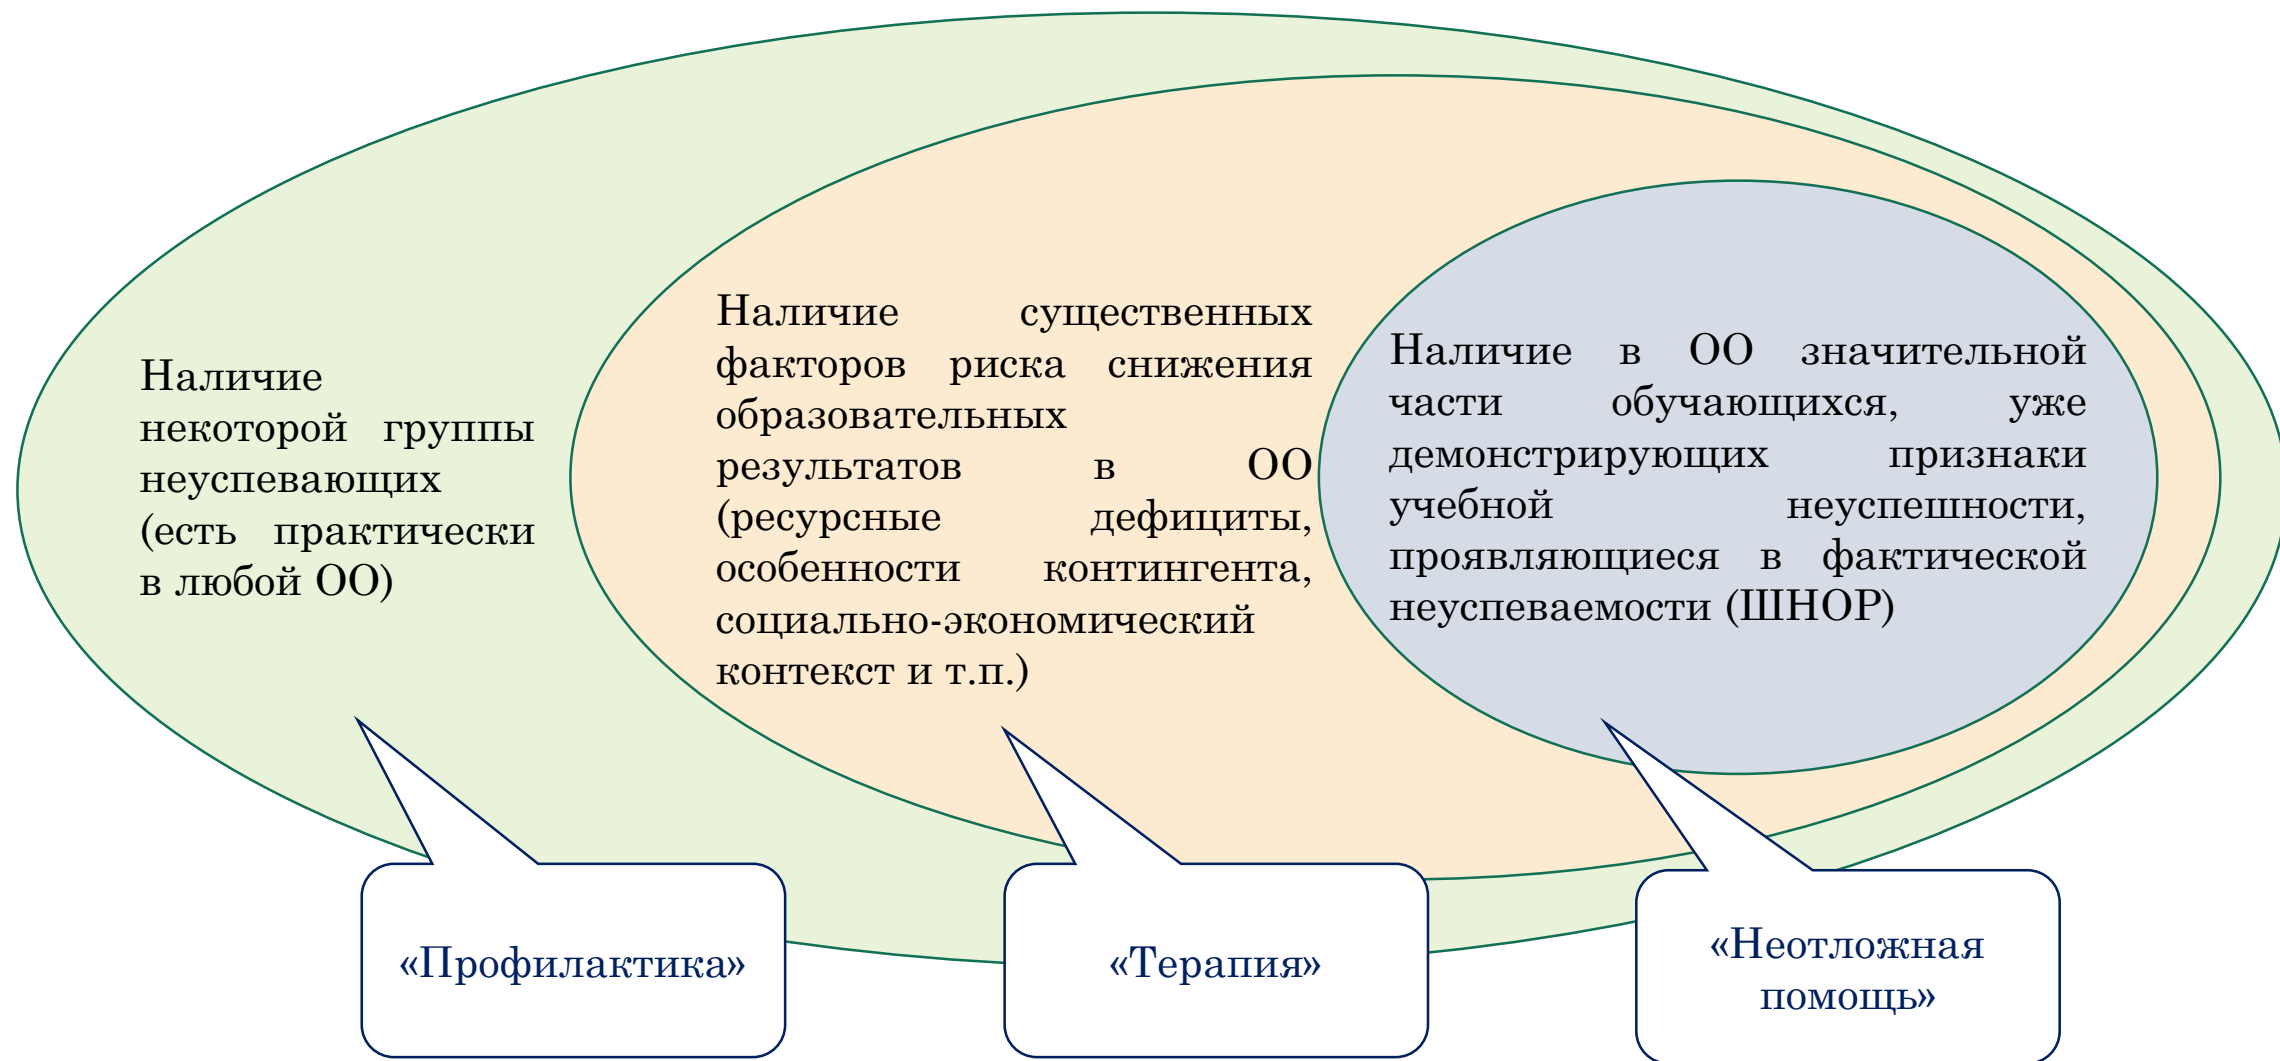 Наличие
некоторой группы
неуспевающих
(есть практически
в любой ОО)
Наличие существенных
факторов риска снижения
образовательных
результатов в ОО
(ресурсные дефициты,
особенности контингента,
социально-экономический
контекст и т.п.)
Наличие в ОО значительной
части обучающихся, уже
демонстрирующих признаки
учебной неуспешности,
проявляющиеся в фактической
неуспеваемости (ШНОР)
«Профилактика»
«Терапия»
«Неотложная
помощь»